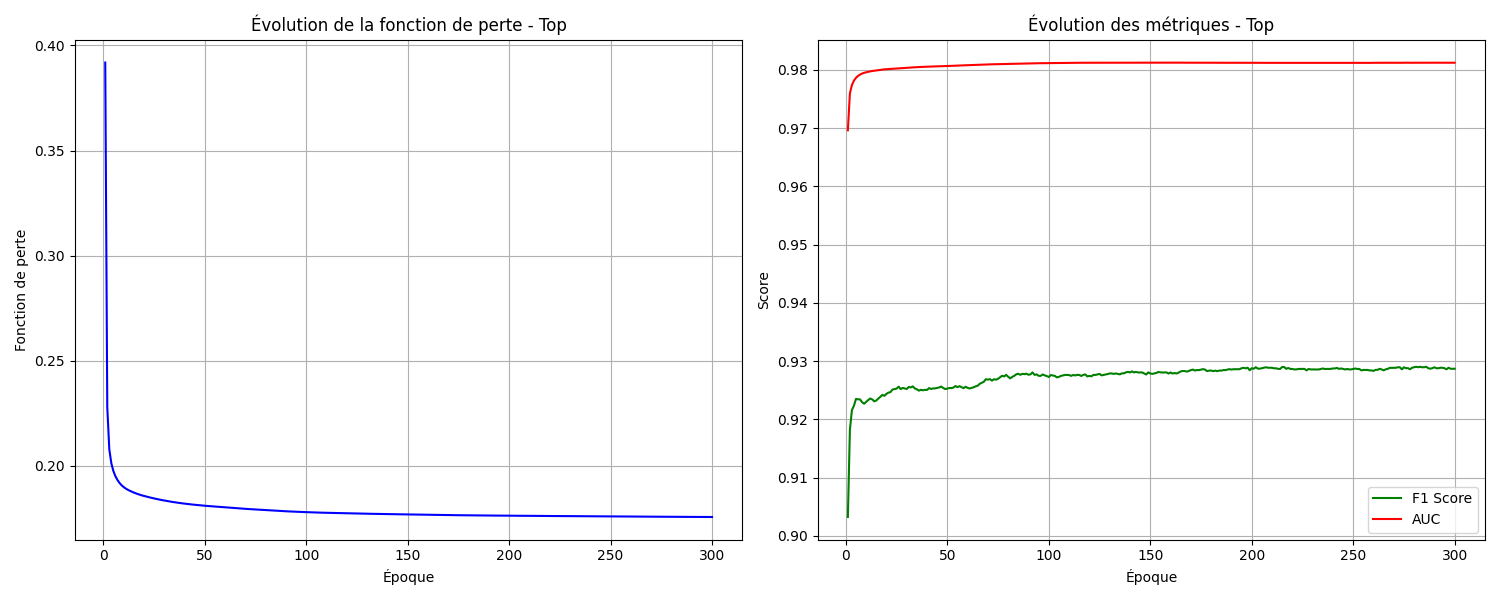 Évolution de la fonction de perte - Top
0.40
0.35
0.30
0.25
0.20
Fonction de perte
0 50 100 150 200 250 300
Époque
Évolution des métriques - Top
0.98
0.97
0.96
0.95
0.94
0.93
0.92
0.91
0.90
Score
F1 Score
AUC
0 50 100 150 200 250 300
Époque